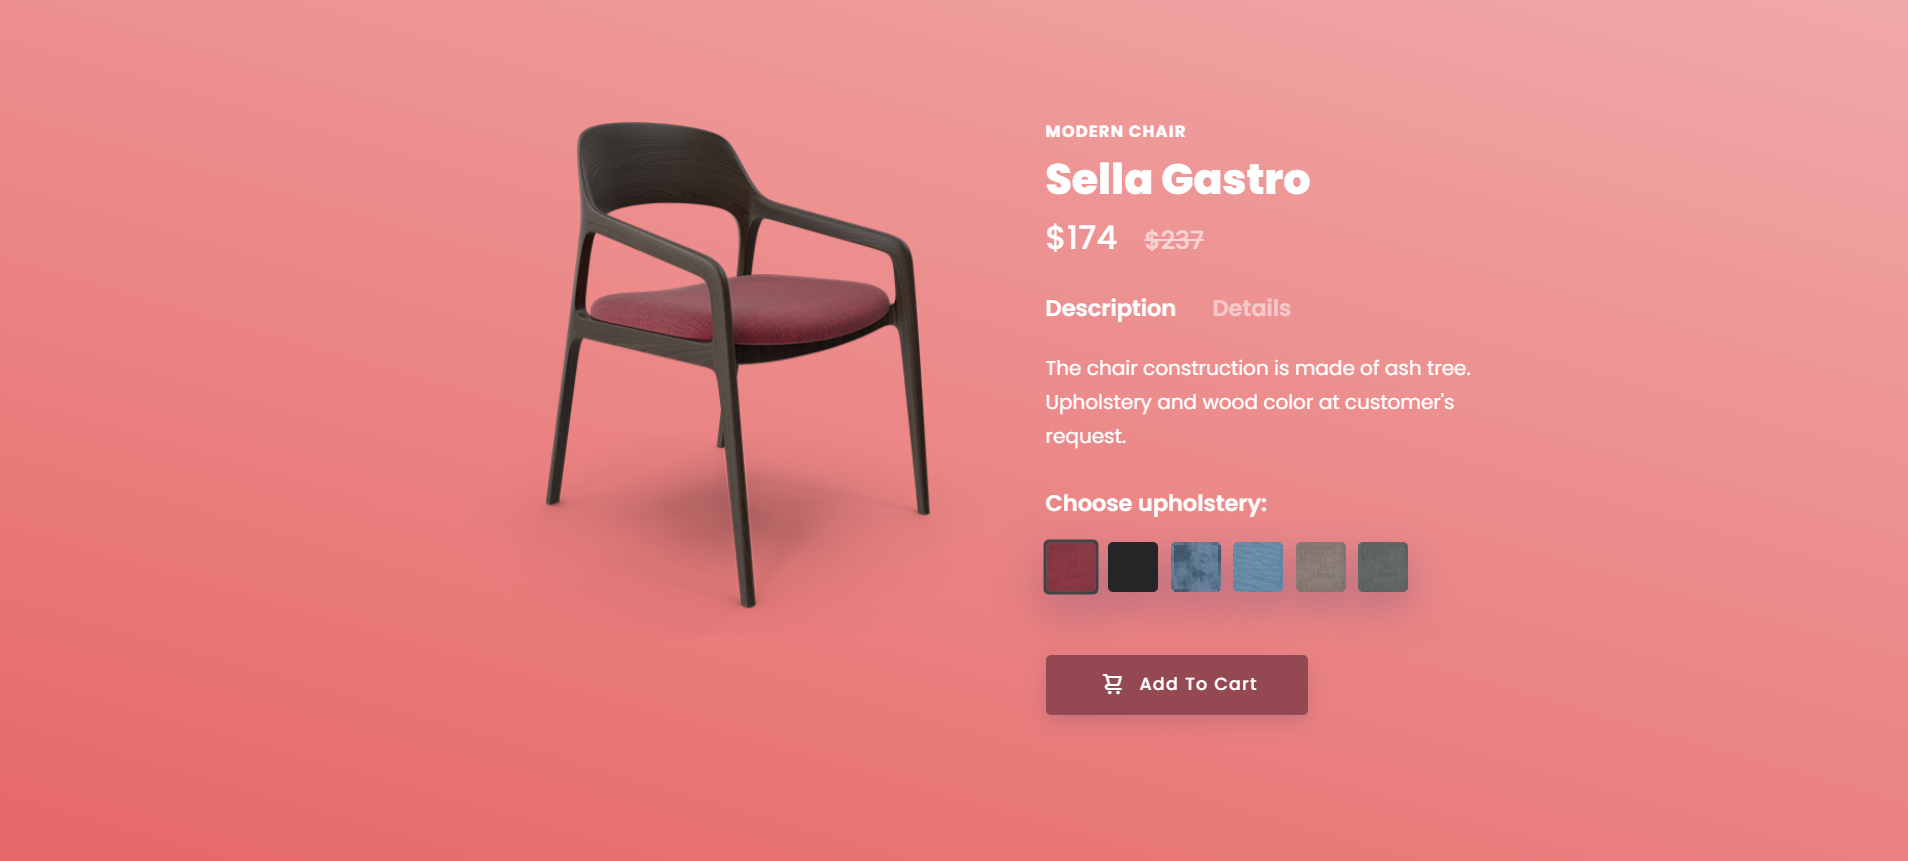 MODERN CHAIR
Sella Gastro
$174 $237
Description Details
The chair construction is made of ash tree.
Upholstery and wood color at customer's
request.
Choose upholstery:
Add To Cart